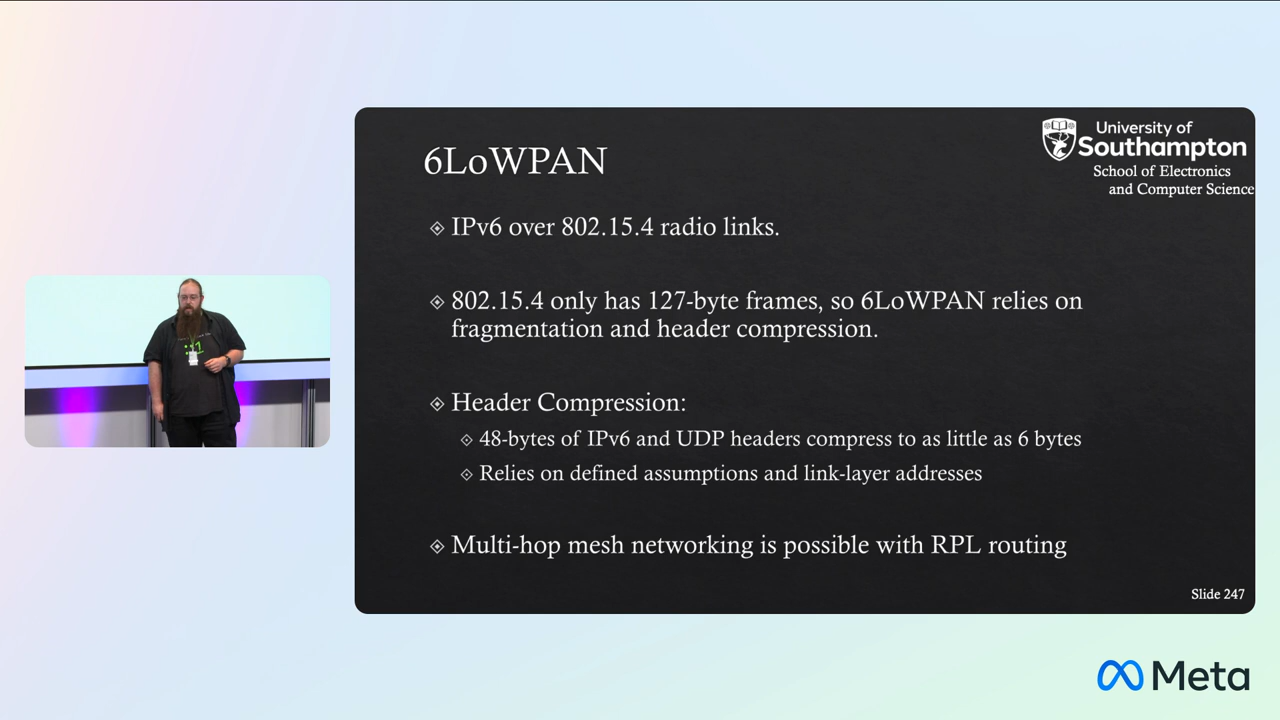 University of
Southampton
School of Electronics
and Computer Science
6LoWPAN
IPv6 over 802.15.4 radio links.
802.15.4 only has 127-byte frames, so 6LoWPAN relies on
fragmentation and header compression.
Header Compression:
48-bytes of IPv6 and UDP headers compress to as little as 6 bytes
Relies on defined assumptions and link-layer addresses
Multi-hop mesh networking is possible with RPL routing
Slide 247
Meta